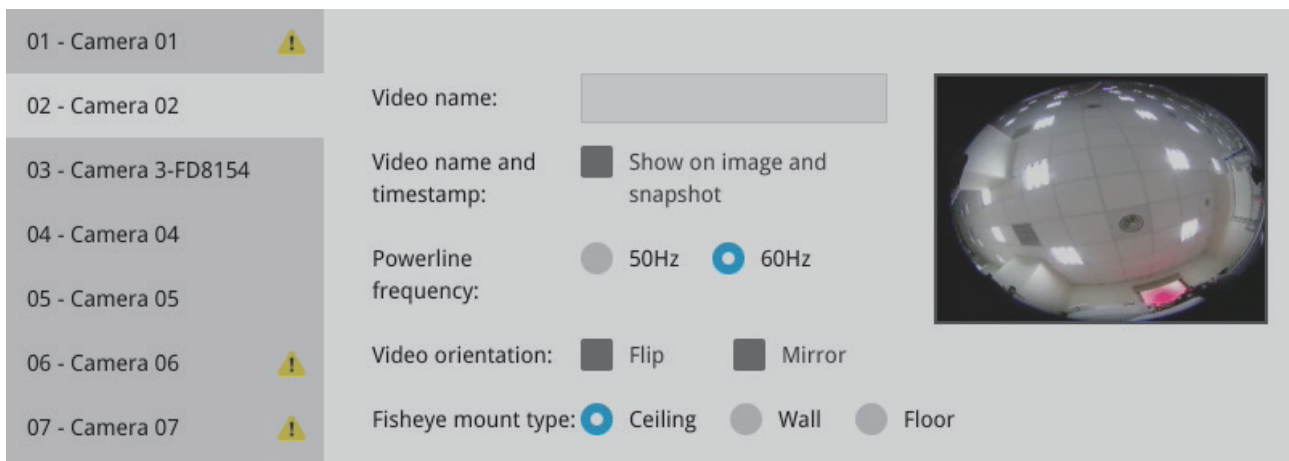 01 - Camera 01
02 - Camera 02
03 - Camera 3-FD8154
04 - Camera 04
05 - Camera 05
06 - Camera 06
07 - Camera 07
Video name:
Video name and
timestamp:
Show on image and
snapshot
Powerline
frequency:
50Hz 60Hz
Video orientation: Flip Mirror
Fisheye mount type: Ceiling Wall Floor